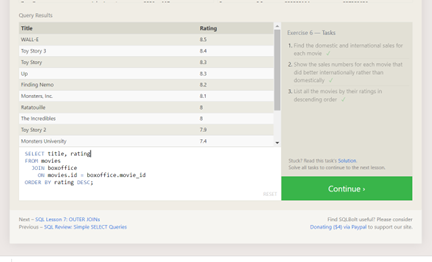 Query Results
Title Rating
WALL-E 8.5
Toy Story 3 8.4
Toy Story 8.3
Up 8.3
Finding Nemo 8.2
Monsters, Inc. 8.1
Ratatouille 8
The Incredibles 8
Toy Story 2 7.9
Monsters University 7.4
SELECT title, rating
FROM movies
JOIN boxoffice
ON movies.id = boxoffice.movie_id
ORDER BY rating DESC;
RESET
Exercise 6 — Tasks
1. Find the domestic and international sales for
each movie ✓
2. Show the sales numbers for each movie that
did better internationally rather than
domestically ✓
3. List all the movies by their ratings in
descending order ✓
Stuck? Read this task's Solution.
Solve all tasks to continue to the next lesson.
Continue ›
Next – SQL Lesson 7: OUTER JOINs
Previous – SQL Review: Simple SELECT Queries
Find SQLBolt useful? Please consider
Donating ($4) via Paypal to support our site.